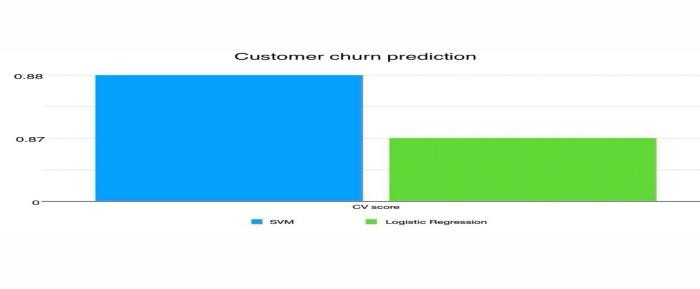 Customer churn prediction
0.88
0.87
0
CV score
SVM Logistic Regression